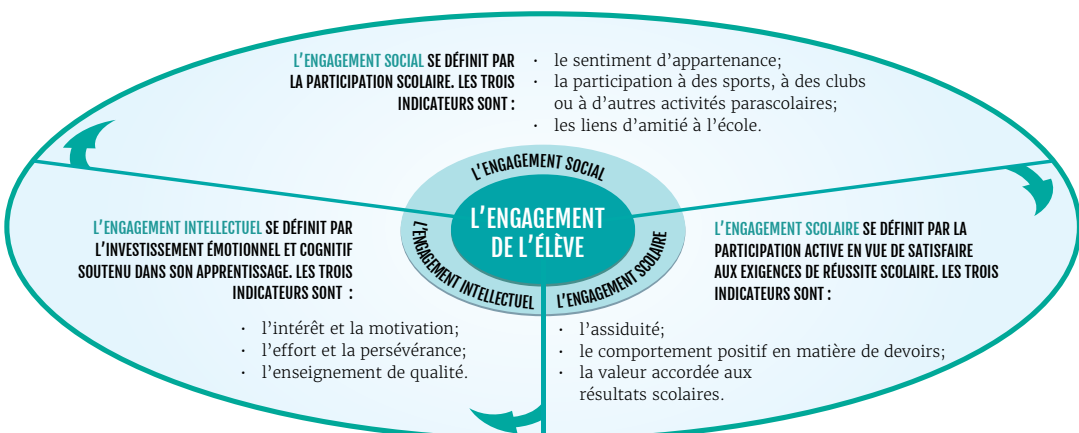 L'ENGAGEMENT SOCIAL SE DÉFINIT PAR
LA PARTICIPATION SCOLAIRE. LES TROIS
INDICATEURS SONT :
· le sentiment d'appartenance;
· la participation à des sports, à des clubs
ou à d'autres activités parascolaires;
· les liens d'amitié à l'école.
L'ENGAGEMENT SOCIAL
L'ENGAGEMENT
DE L'ÉLÈVE
L'ENGAGEMENT INTELLECTUEL
L'ENGAGEMENT SCOLAIRE
L'ENGAGEMENT INTELLECTUEL SE DÉFINIT PAR
L'INVESTISSEMENT ÉMOTIONNEL ET COGNITIF
SOUTENU DANS SON APPRENTISSAGE. LES TROIS
INDICATEURS SONT :
· l'intérêt et la motivation;
· l'effort et la persévérance;
· l'enseignement de qualité.
L'ENGAGEMENT SCOLAIRE SE DÉFINIT PAR LA
PARTICIPATION ACTIVE EN VUE DE SATISFAIRE
AUX EXIGENCES DE RÉUSSITE SCOLAIRE. LES TROIS
INDICATEURS SONT :
· l'assiduité;
· le comportement positif en matière de devoirs;
· la valeur accordée aux
résultats scolaires.